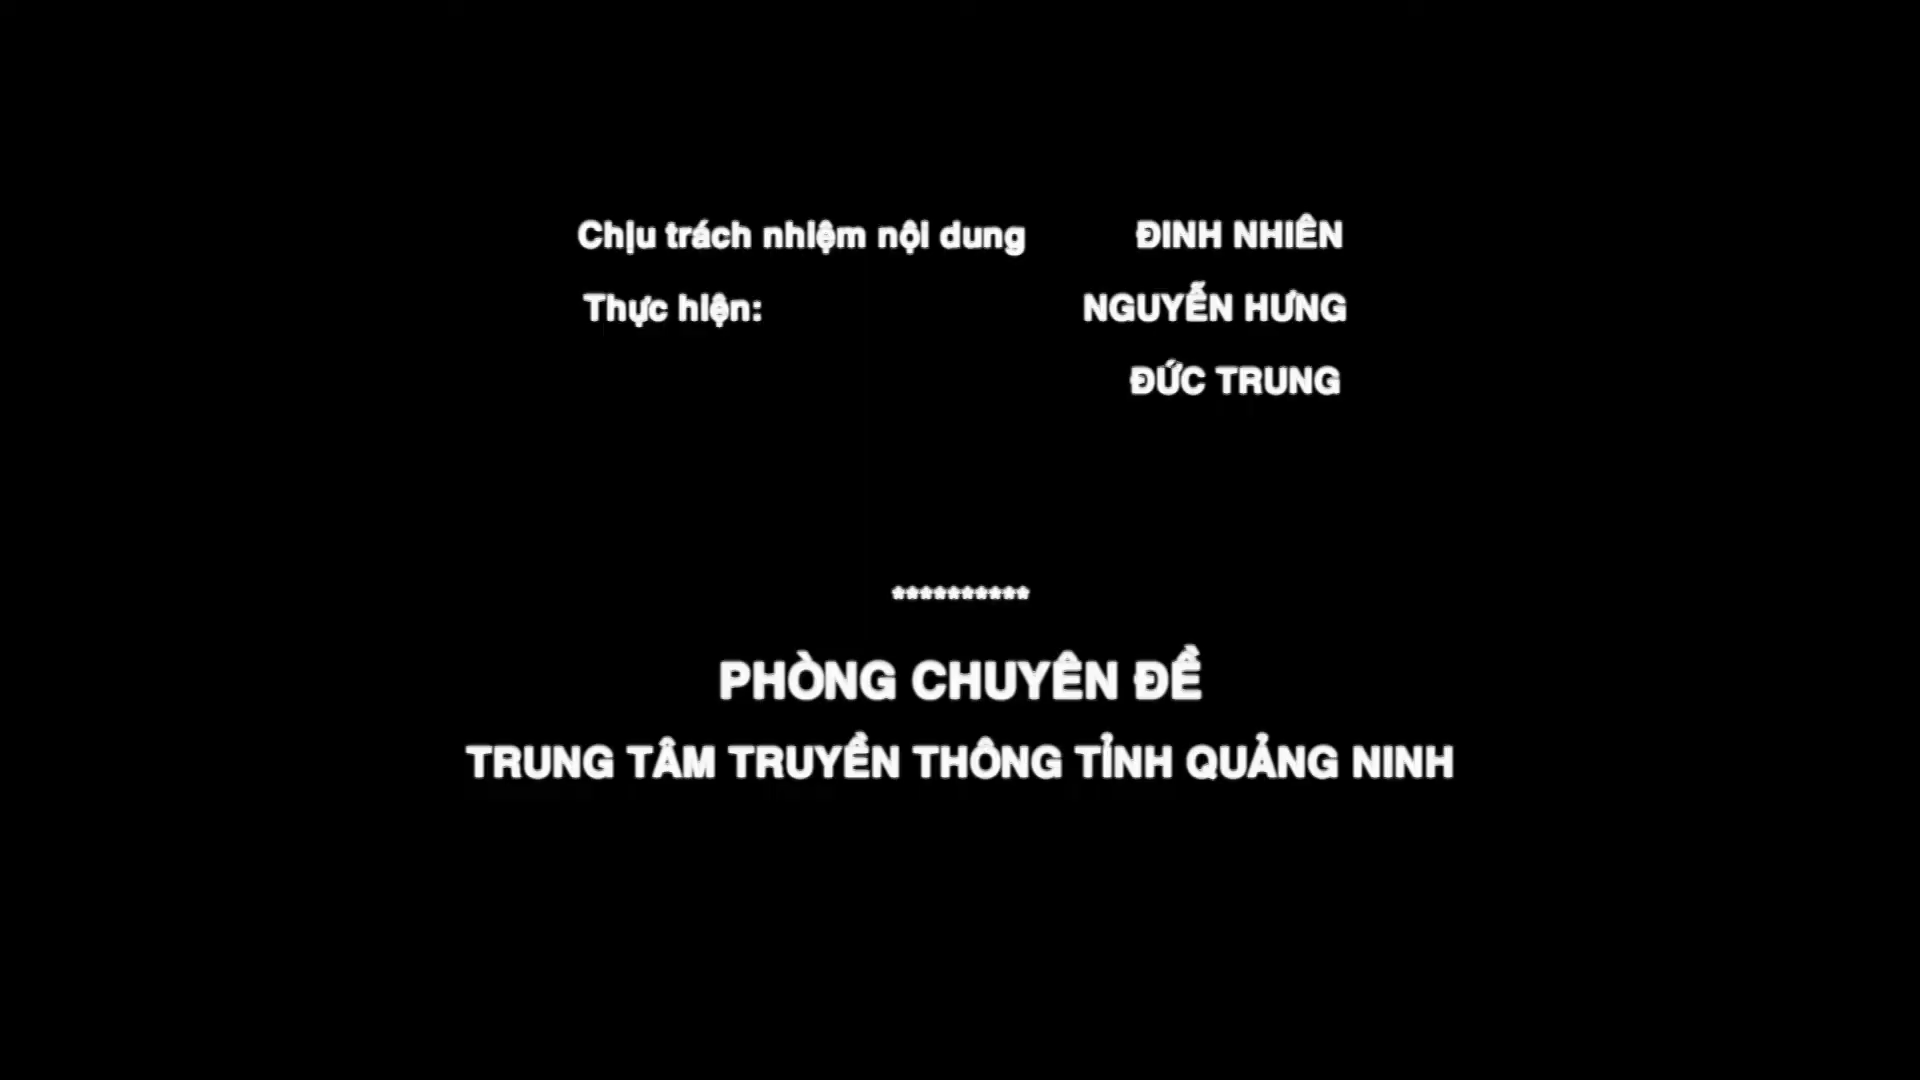 Chịu trách nhiệm nội dung ĐINH NHIÊN
Thực hiện: NGUYỄN HƯNG
ĐỨC TRUNG
**********
PHÒNG CHUYÊN ĐỀ
TRUNG TÂM TRUYỀN THÔNG TỈNH QUẢNG NINH